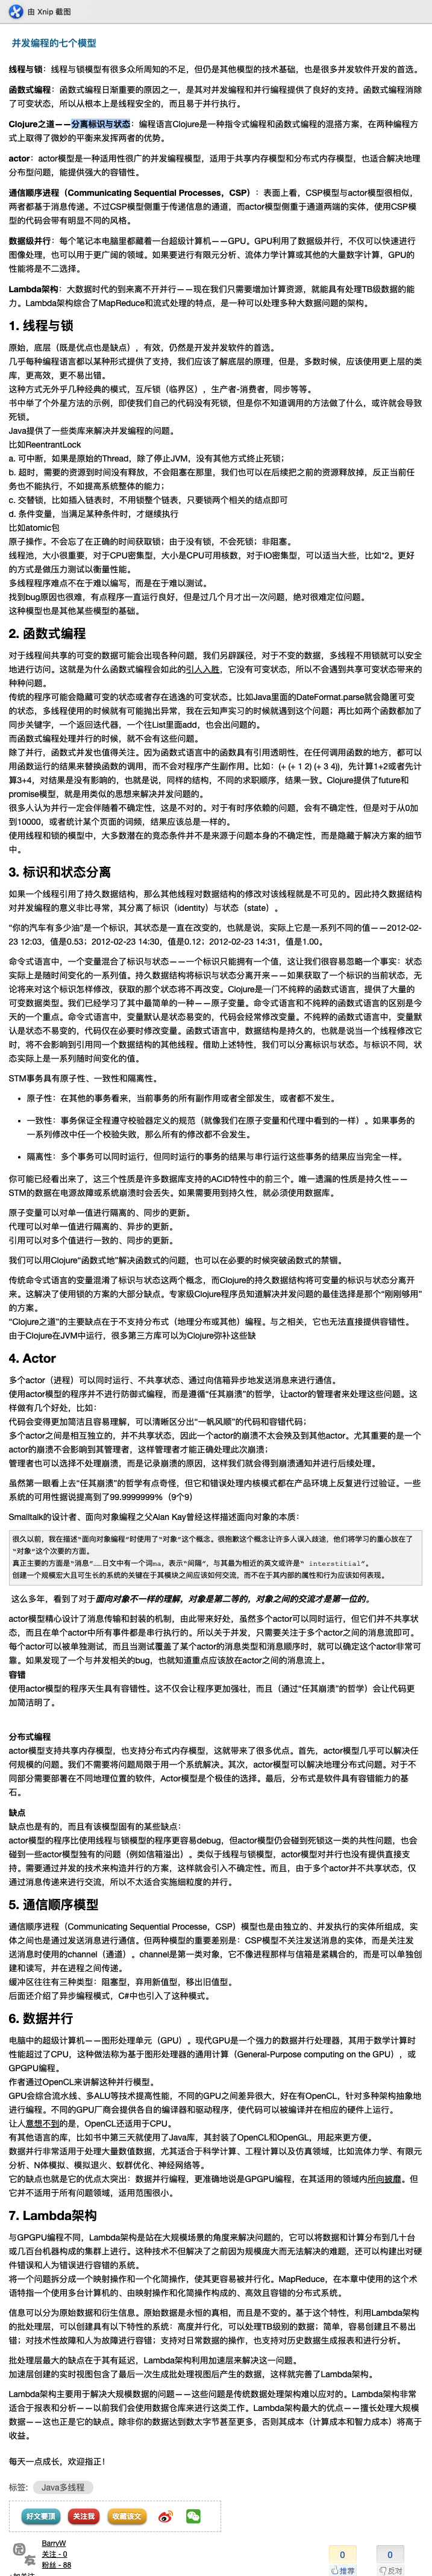 由 Xnip 截图
并发编程的七个模型
线程与锁：线程与锁模型有很多众所周知的不足，但仍是其他模型的技术基础，也是很多并发软件开发的首选。
函数式编程：函数式编程日渐重要的原因之一，是其对并发编程和并行编程提供了良好的支持。函数式编程消除
了可变状态，所以从根本上是线程安全的，而且易于并行执行。
Clojure之道——分离标识与状态：编程语言Clojure是一种指令式编程和函数式编程的混搭方案，在两种编程方
式上取得了微妙的平衡来发挥两者的优势。
actor：actor模型是一种适用性很广的并发编程模型，适用于共享内存模型和分布式内存模型，也适合解决地理
分布型问题，能提供强大的容错性。
通信顺序进程（Communicating Sequential Processes，CSP）：表面上看，CSP模型与actor模型很相似，
两者都基于消息传递。不过CSP模型侧重于传递信息的通道，而actor模型侧重于通道两端的实体，使用CSP模
型的代码会带有明显不同的风格。
数据级并行：每个笔记本电脑里都藏着一台超级计算机——GPU。GPU利用了数据级并行，不仅可以快速进行
图像处理，也可以用于更广阔的领域。如果要进行有限元分析、流体力学计算或其他的大量数字计算，GPU的
性能将是不二选择。
Lambda架构：大数据时代的到来离不开并行——现在我们只需要增加计算资源，就能具有处理TB级数据的能
力。Lambda架构综合了MapReduce和流式处理的特点，是一种可以处理多种大数据问题的架构。
1. 线程与锁
原始，底层（既是优点也是缺点），有效，仍然是开发并发软件的首选。
几乎每种编程语言都以某种形式提供了支持，我们应该了解底层的原理，但是，多数时候，应该使用更上层的类
库，更高效，更不易出错。
这种方式无外乎几种经典的模式，互斥锁（临界区），生产者-消费者，同步等等。
书中举了个外星方法的示例，即使我们自己的代码没有死锁，但是你不知道调用的方法做了什么，或许就会导致
死锁。
Java提供了一些类库来解决并发编程的问题。
比如ReentrantLock
a. 可中断，如果是原始的Thread，除了停止JVM，没有其他方式终止死锁；
b. 超时，需要的资源到时间没有释放，不会阻塞在那里，我们也可以在后续把之前的资源释放掉，反正当前任
务也不能执行，不如提高系统整体的能力；
c. 交替锁，比如插入链表时，不用锁整个链表，只要锁两个相关的结点即可
d. 条件变量，当满足某种条件时，才继续执行
比如atomic包
原子操作。不会忘了在正确的时间获取锁；由于没有锁，不会死锁；非阻塞。
线程池，大小很重要，对于CPU密集型，大小是CPU可用核数，对于IO密集型，可以适当大些，比如*2。更好
的方式是做压力测试以衡量性能。
多线程程序难点不在于难以编写，而是在于难以测试。
找到bug原因也很难，有点程序一直运行良好，但是过几个月才出一次问题，绝对很难定位问题。
这种模型也是其他某些模型的基础。
2. 函数式编程
对于线程间共享的可变的数据可能会出现各种问题，我们另辟蹊径，对于不变的数据，多线程不用锁就可以安全
地进行访问。这就是为什么函数式编程会如此的引人入胜，它没有可变状态，所以不会遇到共享可变状态带来的
种种问题。
传统的程序可能会隐藏可变的状态或者存在逃逸的可变状态。比如Java里面的DateFormat.parse就会隐匿可变
的状态，多线程使用的时候就有可能抛出异常，我在云知声实习的时候就遇到这个问题；再比如两个函数都加了
同步关键字，一个返回迭代器，一个往List里面add，也会出问题的。
而函数式编程处理并行的时候，就不会有这些问题。
除了并行，函数式并发也值得关注。因为函数式语言中的函数具有引用透明性，在任何调用函数的地方，都可以
用函数运行的结果来替换函数的调用，而不会对程序产生副作用。比如：(+ (+ 1 2) (+ 3 4))，先计算1+2或者先计
算3+4，对结果是没有影响的，也就是说，同样的结构，不同的求职顺序，结果一致。Clojure提供了future和
promise模型，就是用类似的思想来解决并发问题的。
很多人认为并行一定会伴随着不确定性，这是不对的。对于有时序依赖的问题，会有不确定性，但是对于从0加
到10000，或者统计某个页面的词频，结果应该总是一样的。
使用线程和锁的模型中，大多数潜在的竞态条件并不是来源于问题本身的不确定性，而是隐藏于解决方案的细节
中。
3. 标识和状态分离
如果一个线程引用了持久数据结构，那么其他线程对数据结构的修改对该线程就是不可见的。因此持久数据结构
对并发编程的意义非比寻常，其分离了标识（identity）与状态（state）。
“你的汽车有多少油”是一个标识，其状态是一直在改变的，也就是说，实际上它是一系列不同的值——2012-02-
23 12:03，值是0.53；2012-02-23 14:30，值是0.12；2012-02-23 14:31，值是1.00。
命令式语言中，一个变量混合了标识与状态——一个标识只能拥有一个值，这让我们很容易忽略一个事实：状态
实际上是随时间变化的一系列值。持久数据结构将标识与状态分离开来——如果获取了一个标识的当前状态，无
论将来对这个标识怎样修改，获取的那个状态将不再改变。Clojure是一门不纯粹的函数式语言，提供了大量的
可变数据类型。我们已经学习了其中最简单的一种——原子变量。命令式语言和不纯粹的函数式语言的区别是今
天的一个重点。命令式语言中，变量默认是状态易变的，代码会经常修改变量。不纯粹的函数式语言中，变量默
认是状态不易变的，代码仅在必要时修改变量。函数式语言中，数据结构是持久的，也就是说当一个线程修改它
时，将不会影响到引用同一个数据结构的其他线程。借助上述特性，我们可以分离标识与状态。与标识不同，状
态实际上是一系列随时间变化的值。
STM事务具有原子性、一致性和隔离性。
• 原子性：在其他的事务看来，当前事务的所有副作用或者全部发生，或者都不发生。
• 一致性：事务保证全程遵守校验器定义的规范（就像我们在原子变量和代理中看到的一样）。如果事务的
一系列修改中任一个校验失败，那么所有的修改都不会发生。
• 隔离性：多个事务可以同时运行，但同时运行的事务的结果与串行运行这些事务的结果应当完全一样。
你可能已经看出来了，这三个性质是许多数据库支持的ACID特性中的前三个。唯一遗漏的性质是持久性——
STM的数据在电源故障或系统崩溃时会丢失。如果需要用到持久性，就必须使用数据库。
原子变量可以对单一值进行隔离的、同步的更新。
代理可以对单一值进行隔离的、异步的更新。
引用可以对多个值进行一致的、同步的更新。
我们可以用Clojure“函数式地”解决函数式的问题，也可以在必要的时候突破函数式的禁锢。
传统命令式语言的变量混淆了标识与状态这两个概念，而Clojure的持久数据结构将可变量的标识与状态分离开
来。这解决了使用锁的方案的大部分缺点。专家级Clojure程序员知道解决并发问题的最佳选择是那个“刚刚够用”
的方案。
“Clojure之道”的主要缺点在于不支持分布式（地理分布或其他）编程。与之相关，它也无法直接提供容错性。
由于Clojure在JVM中运行，很多第三方库可以为Clojure弥补这些缺
4. Actor
多个actor（进程）可以同时运行、不共享状态、通过向信箱异步地发送消息来进行通信。
使用actor模型的程序并不进行防御式编程，而是遵循“任其崩溃”的哲学，让actor的管理者来处理这些问题。这
样做有几个好处，比如：
代码会变得更加简洁且容易理解，可以清晰区分出“一帆风顺”的代码和容错代码；
多个actor之间是相互独立的，并不共享状态，因此一个actor的崩溃不太会殃及到其他actor。尤其重要的是一个
actor的崩溃不会影响到其管理者，这样管理者才能正确处理此次崩溃；
管理者也可以选择不处理崩溃，而是记录崩溃的原因，这样我们就会得到崩溃通知并进行后续处理。
虽然第一眼看上去“任其崩溃”的哲学有点奇怪，但它和错误处理内核模式都在产品环境上反复进行过验证。一些
系统的可用性据说提高到了99.9999999%（9个9）
Smalltalk的设计者、面向对象编程之父Alan Kay曾经这样描述面向对象的本质：
很久以前，我在描述“面向对象编程”时使用了“对象”这个概念。很抱歉这个概念让许多人误入歧途，他们将学习的重心放在了
“对象”这个次要的方面。
真正主要的方面是“消息”……日文中有一个词ma，表示“间隔”，与其最为相近的英文或许是“ interstitial”。
创建一个规模宏大且可生长的系统的关键在于其模块之间应该如何交流，而不在于其内部的属性和行为应该如何表现。
这么多年，看到了对于面向对象不一样的理解，对象是第二等的，对象之间的交流才是第一位的。
actor模型精心设计了消息传输和封装的机制，由此带来好处，虽然多个actor可以同时运行，但它们并不共享状
态，而且在单个actor中所有事件都是串行执行的。所以关于并发，只需要关注于多个actor之间的消息流即可。
每个actor可以被单独测试，而且当测试覆盖了某个actor的消息类型和消息顺序时，就可以确定这个actor非常可
靠。如果发现了一个与并发相关的bug，也就知道重点应该放在actor之间的消息流上。
容错
使用actor模型的程序天生具有容错性。这不仅会让程序更加强壮，而且（通过“任其崩溃”的哲学）会让代码更
加简洁明了。
分布式编程
actor模型支持共享内存模型，也支持分布式内存模型，这就带来了很多优点。首先，actor模型几乎可以解决任
何规模的问题。我们不需要将问题局限于用一个系统解决。其次，actor模型可以解决地理分布式问题。对于不
同部分需要部署在不同地理位置的软件，Actor模型是个极佳的选择。最后，分布式是软件具有容错能力的基
石。
缺点
缺点也是有的，而且有该模型固有的某些缺点：
actor模型的程序比使用线程与锁模型的程序更容易debug，但actor模型仍会碰到死锁这一类的共性问题，也会
碰到一些actor模型独有的问题（例如信箱溢出）。类似于线程与锁模型，actor模型对并行也没有提供直接支
持。需要通过并发的技术来构造并行的方案，这样就会引入不确定性。而且，由于多个actor并不共享状态，仅
通过消息传递来进行交流，所以不太适合实施细粒度的并行。
5. 通信顺序模型
通信顺序进程（Communicating Sequential Processe，CSP）模型也是由独立的、并发执行的实体所组成，实
体之间也是通过发送消息进行通信。但两种模型的重要差别是：CSP模型不关注发送消息的实体，而是关注发
送消息时使用的channel（通道）。channel是第一类对象，它不像进程那样与信箱是紧耦合的，而是可以单独创
建和读写，并在进程之间传递。
缓冲区往往有三种类型：阻塞型，弃用新值型，移出旧值型。
后面还介绍了异步编程模式，C#中也引入了这种模式。
6. 数据并行
电脑中的超级计算机——图形处理单元（GPU）。现代GPU是一个强力的数据并行处理器，其用于数学计算时
性能超过了CPU，这种做法称为基于图形处理器的通用计算（General-Purpose computing on the GPU），或
GPGPU编程。
作者通过OpenCL来讲解这种并行模型。
GPU会综合流水线、多ALU等技术提高性能，不同的GPU之间差异很大，好在有OpenCL，针对多种架构抽象地
进行编程。不同的GPU厂商会提供各自的编译器和驱动程序，使代码可以被编译并在相应的硬件上运行。
让人意想不到的是，OpenCL还适用于CPU。
有其他语言的库，比如书中第三天就使用了Java库，其封装了OpenCL和OpenGL，用起来更方便。
数据并行非常适用于处理大量数值数据，尤其适合于科学计算、工程计算以及仿真领域，比如流体力学、有限元
分析、N体模拟、模拟退火、蚁群优化、神经网络等。
它的缺点也就是它的优点太突出：数据并行编程，更准确地说是GPGPU编程，在其适用的领域内所向披靡。但
它并不适用于所有问题领域，适用范围很小。
7. Lambda架构
与GPGPU编程不同，Lambda架构是站在大规模场景的角度来解决问题的，它可以将数据和计算分布到几十台
或几百台机器构成的集群上进行。这种技术不但解决了之前因为规模庞大而无法解决的难题，还可以构建出对硬
件错误和人为错误进行容错的系统。
将一个问题拆分成一个映射操作和一个化简操作，使其更容易被并行化。MapReduce，在本章中使用的这个术
语特指一个使用多台计算机的、由映射操作和化简操作构成的、高效且容错的分布式系统。
信息可以分为原始数据和衍生信息。原始数据是永恒的真相，而且是不变的。基于这个特性，利用Lambda架构
的批处理层，可以创建具有以下特性的系统：高度并行化，可以处理TB级别的数据；简单，容易创建且不易出
错；对技术性故障和人为故障进行容错；支持对日常数据的操作，也支持对历史数据生成报表和进行分析。
批处理层最大的缺点在于其有延迟，Lambda架构利用加速层来解决这一问题。
加速层创建的实时视图包含了最后一次生成批处理视图后产生的数据，这样就完善了Lambda架构。
Lambda架构主要用于解决大规模数据的问题——这些问题是传统数据处理架构难以应对的。Lambda架构非常
适合于报表和分析——以前我们会使用数据仓库来进行这类工作。Lambda架构最大的优点——擅长处理大规模
数据——这也正是它的缺点。除非你的数据达到数太字节甚至更多，否则其成本（计算成本和智力成本）将高于
收益。
每天一点成长，欢迎指正！
标签: Java多线程
好文要顶 关注我 收藏该文
BarryW
关注 - 0
粉丝 - 88
+加关注
0 推荐
0 反对